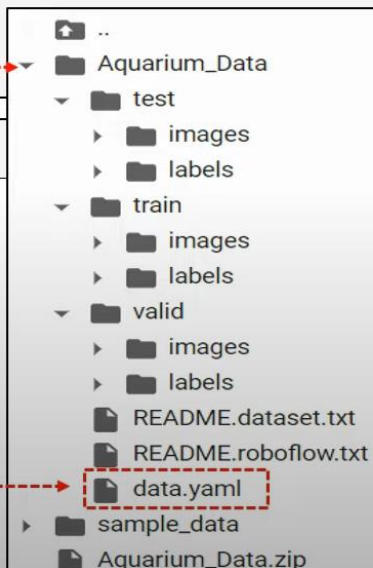 ..
Aquarium_Data
test
images
labels
train
images
labels
valid
images
labels
README.dataset.txt
README.roboflow.txt
data.yaml
sample_data
Aquarium_Data.zip